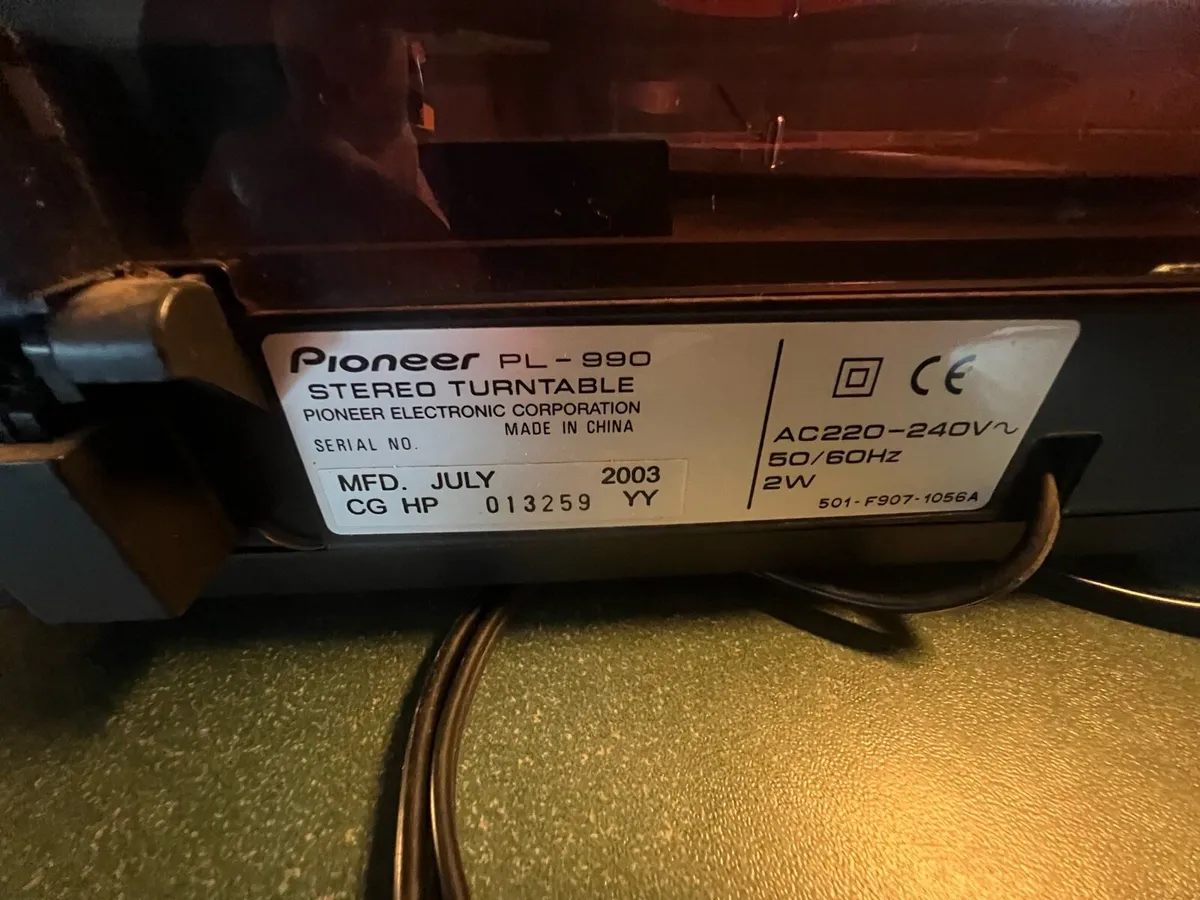 Pioneer PL-990
STEREO TURNTABLE
PIONEER ELECTRONIC CORPORATION
MADE IN CHINA
SERIAL NO.
MFD. JULY 2003
CG HP 013259 YY
CE
AC220-240V~
50/60Hz
2W
501-F907-1056A